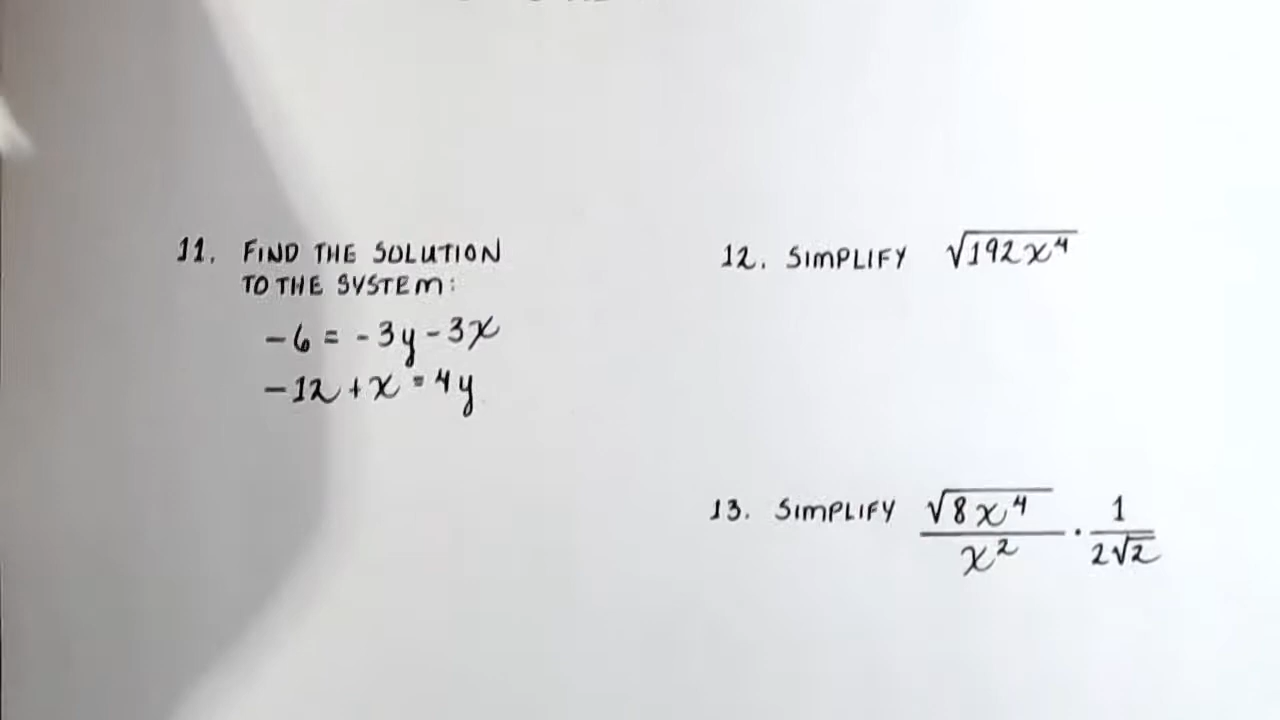 11. FIND THE SOLUTION
TO THE SYSTEM:
-6 = -3y - 3x
-12 + x = 4y
12. SIMPLIFY √192x⁴
13. SIMPLIFY √8x⁴ / x² · 1 / 2√2